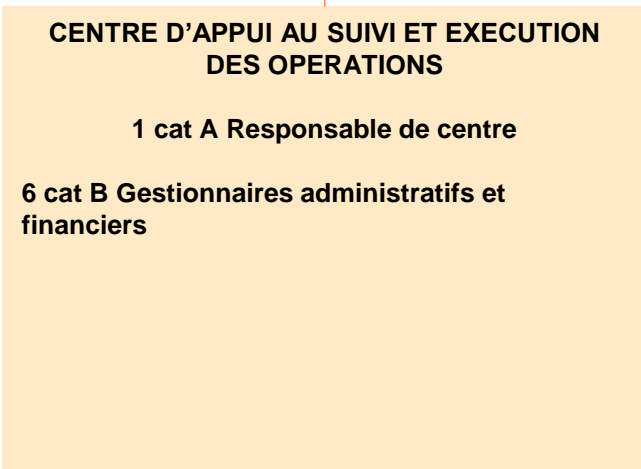 CENTRE D'APPUI AU SUIVI ET EXECUTION
DES OPERATIONS
1 cat A Responsable de centre
6 cat B Gestionnaires administratifs et
financiers